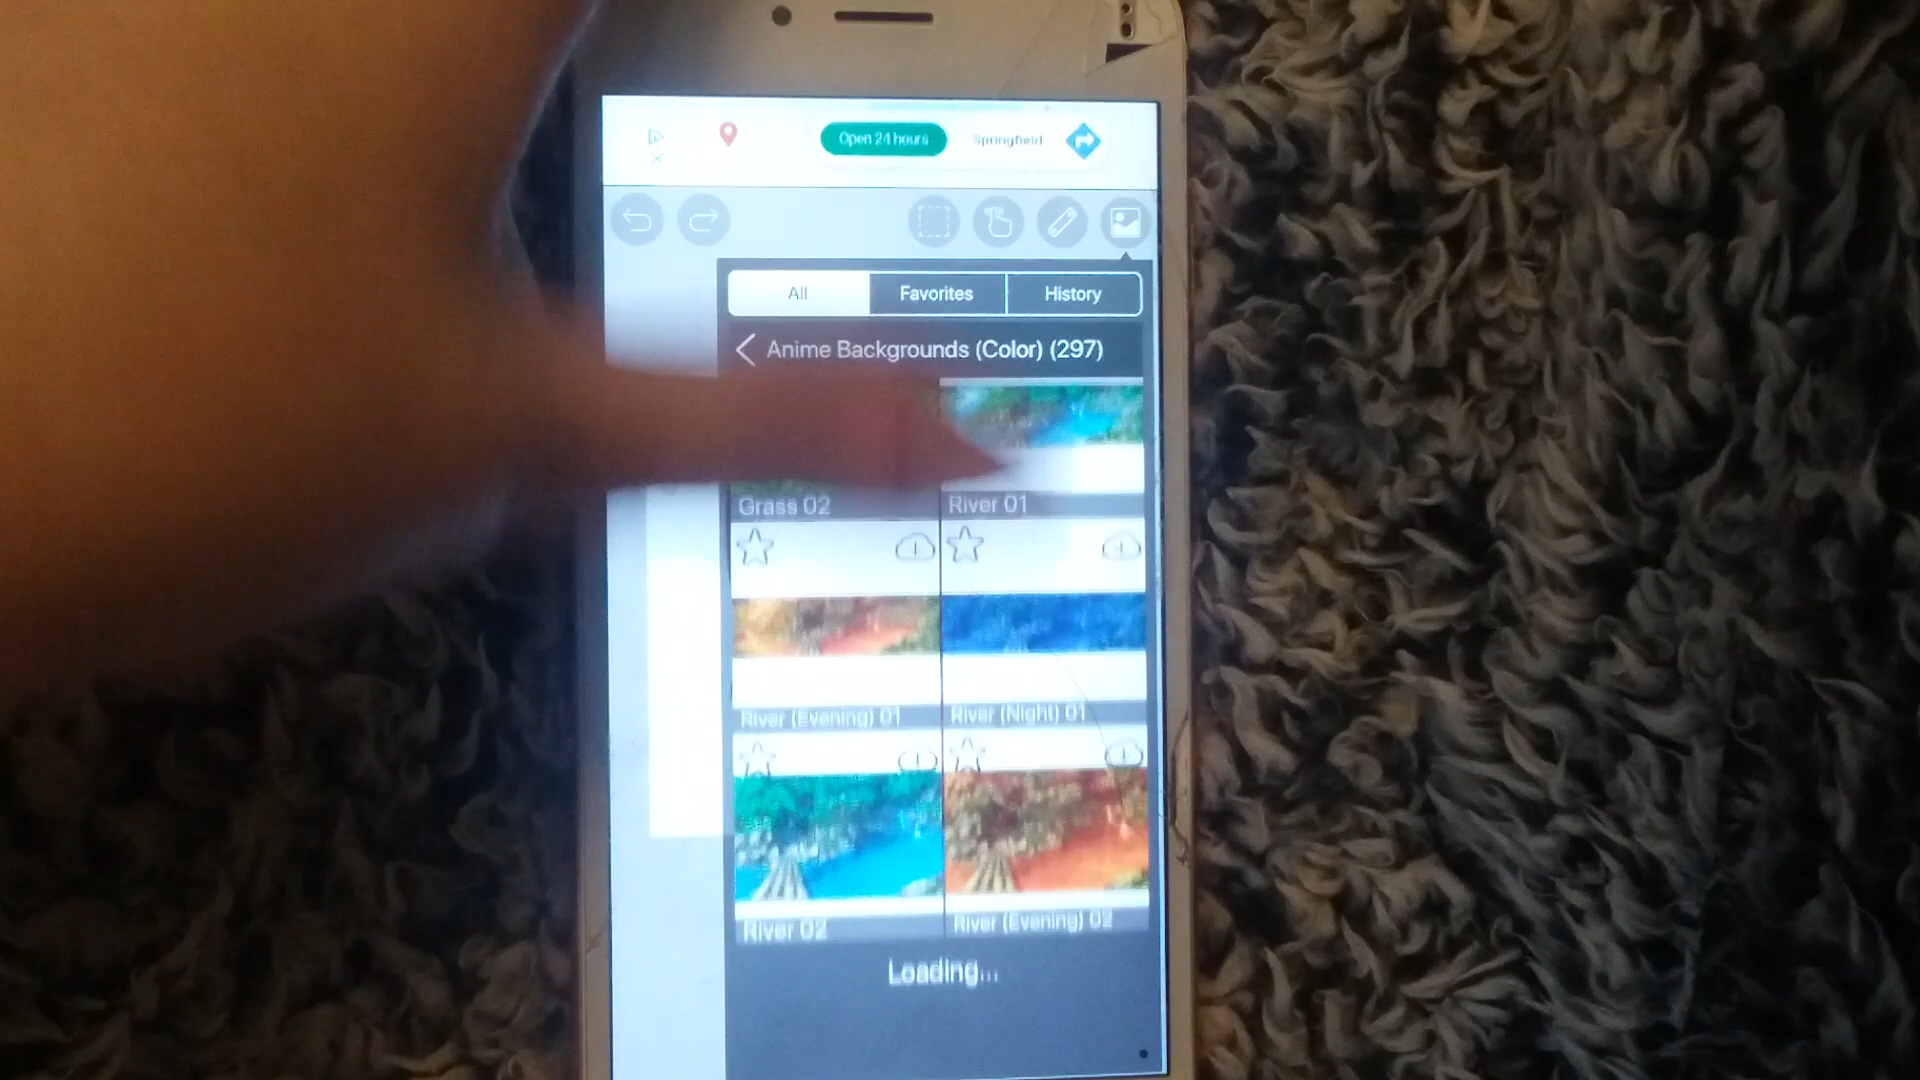 Open 24 hours
Springfield
All
Favorites
History
Anime Backgrounds (Color) (297)
Grass 02
River 01
River (Evening) 01
River (Night) 01
River 02
River (Evening) 02
Loading...